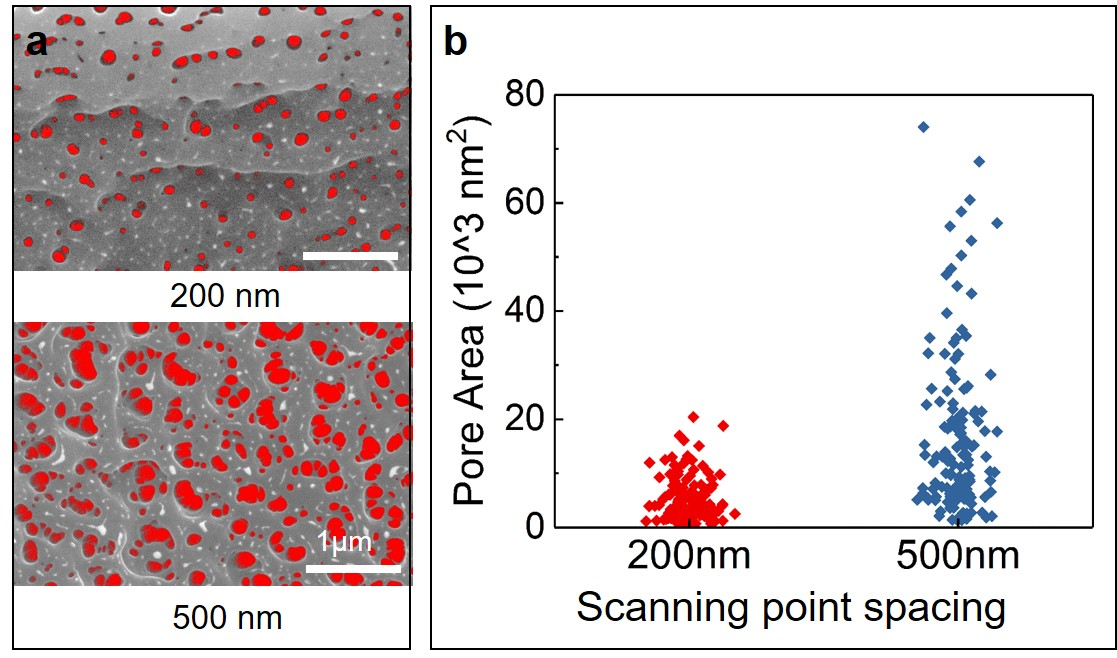 a
200 nm
1µm
500 nm
b
80
60
40
20
0
Pore Area (10^3 nm²)
200nm 500nm
Scanning point spacing